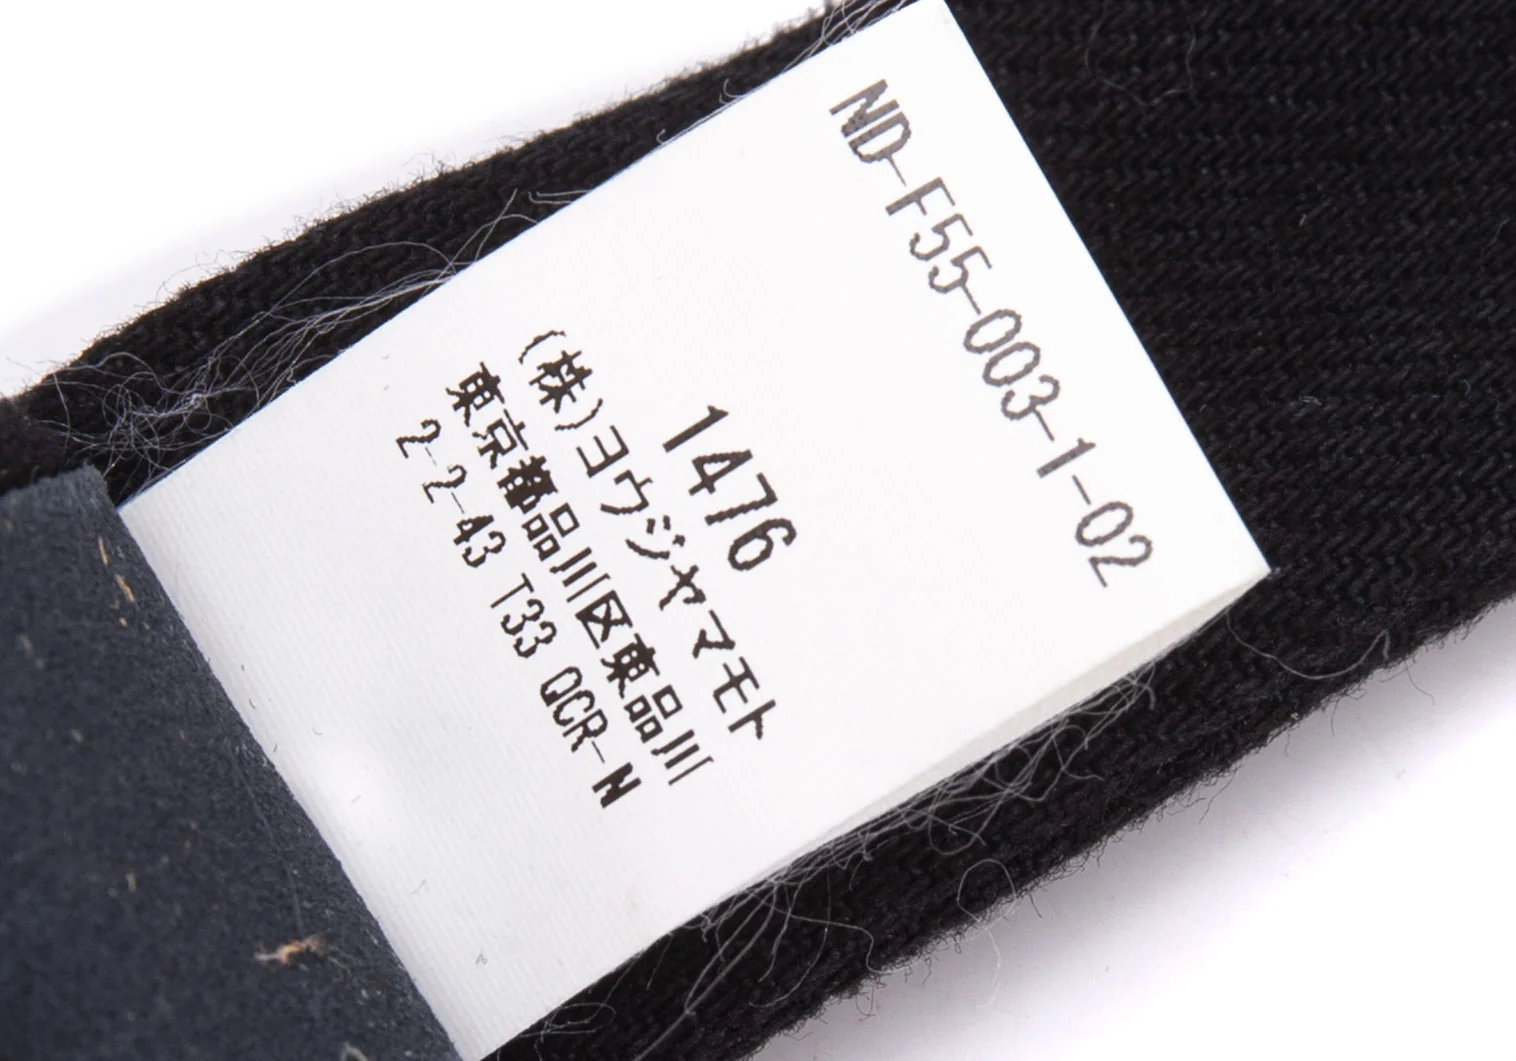 ND-F55-003-1-02
1476
(株)ヨウジヤマモト
東京都品川区東品川
2-2-43 T33 QCR-N